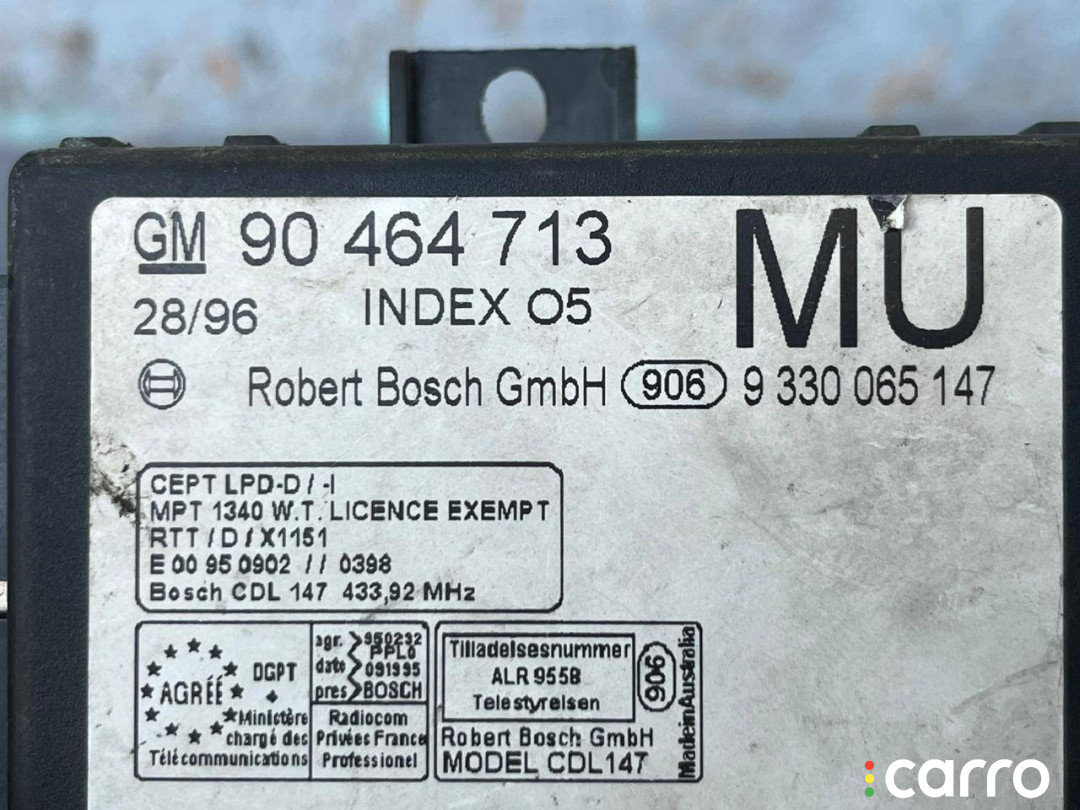 GM 90 464 713
MU
28/96 INDEX 05
Robert Bosch GmbH 906 9 330 065 147
CEPT LPD-D / -I
MPT 1340 W.T. LICENCE EXEMPT
RTT / D / X1151
E 00 95 0902 // 0398
Bosch CDL 147 433,92 MHz
AGRÉÉ
DGPT
Ministère
chargé des
Télécommunications
agr. 950232
PPL0
date 091995
pres BOSCH
Radiocom
Privées France
Professionel
Tilladelsesnummer
ALR 955B
Telestyrelsen
906
Made in Australia
Robert Bosch GmbH
MODEL CDL147
carro